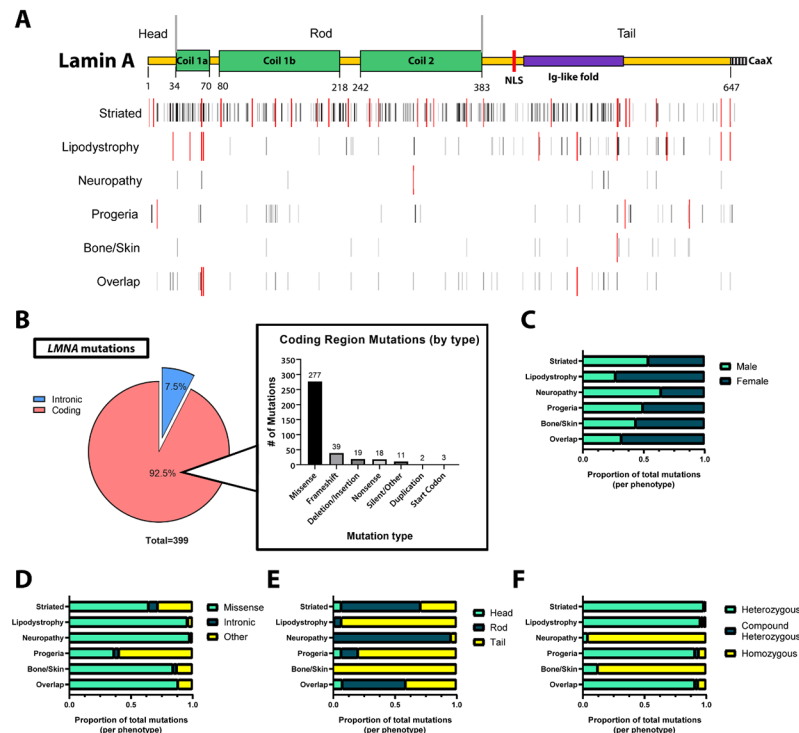 A
Head
Rod
Tail
Lamin A
Coil 1a
Coil 1b
Coil 2
CaaX
NLS
Ig-like fold
1 34 70 80 218 242 383 647
Striated
Lipodystrophy
Neuropathy
Progeria
Bone/Skin
Overlap
B
LMNA mutations
Intronic
Coding
7.5%
92.5%
Total=399
Coding Region Mutations (by type)
# of Mutations
350
300
250
200
150
100
50
0
277 39 19 18 11 2 3
Missense
Frameshift
Deletion/Insertion
Nonsense
Silent/Other
Duplication
Start Codon
Mutation type
C
Striated
Lipodystrophy
Neuropathy
Progeria
Bone/Skin
Overlap
Male
Female
0.0 0.5 1.0
Proportion of total mutations
(per phenotype)
D
Striated
Lipodystrophy
Neuropathy
Progeria
Bone/Skin
Overlap
Missense
Intronic
Other
0.0 0.5 1.0
Proportion of total mutations
(per phenotype)
E
Striated
Lipodystrophy
Neuropathy
Progeria
Bone/Skin
Overlap
Head
Rod
Tail
0.0 0.5 1.0
Proportion of total mutations
(per phenotype)
F
Striated
Lipodystrophy
Neuropathy
Progeria
Bone/Skin
Overlap
Heterozygous
Compound
Heterozygous
Homozygous
0.0 0.5 1.0
Proportion of total mutations
(per phenotype)